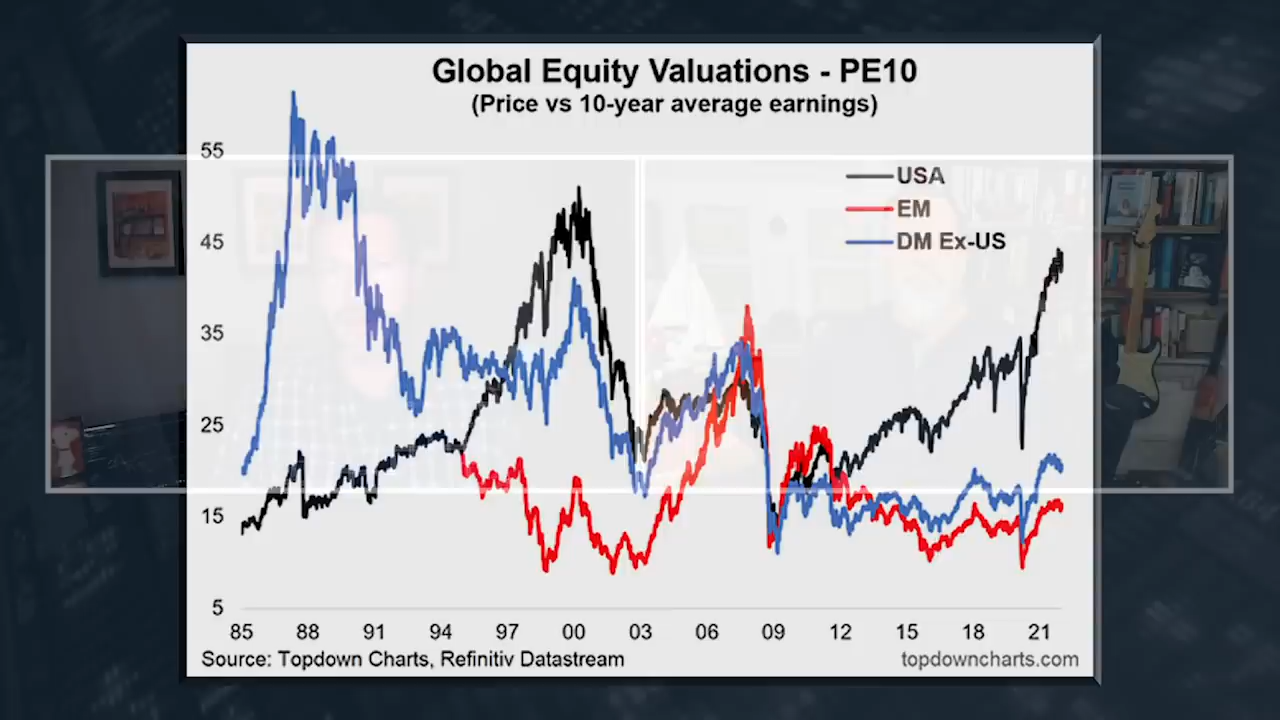 Global Equity Valuations - PE10
(Price vs 10-year average earnings)
55
45
35
25
15
5
USA
EM
DM Ex-US
85 88 91 94 97 00 03 06 09 12 15 18 21
Source: Topdown Charts, Refinitiv Datastream
topdowncharts.com